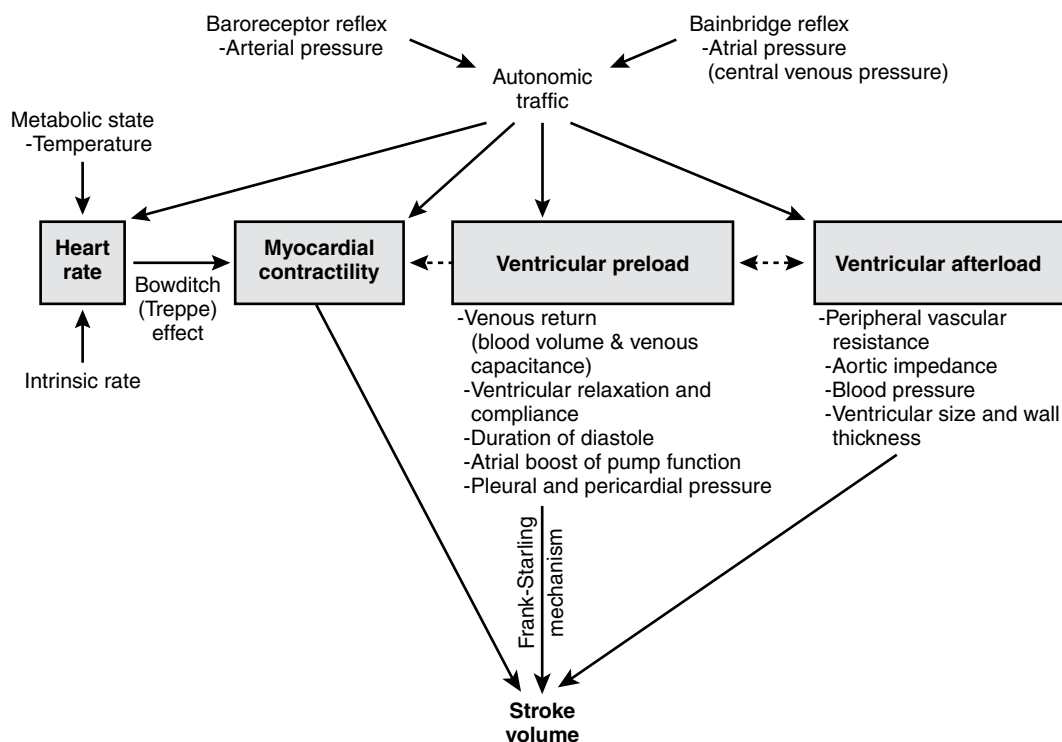 Baroreceptor reflex
-Arterial pressure
Bainbridge reflex
-Atrial pressure
(central venous pressure)
Autonomic
traffic
Metabolic state
-Temperature
Heart
rate
Bowditch
(Treppe)
effect
Intrinsic rate
Myocardial
contractility
Ventricular preload
-Venous return
(blood volume & venous
capacitance)
-Ventricular relaxation and
compliance
-Duration of diastole
-Atrial boost of pump function
-Pleural and pericardial pressure
Ventricular afterload
-Peripheral vascular
resistance
-Aortic impedance
-Blood pressure
-Ventricular size and wall
thickness
Frank-Starling
mechanism
Stroke
volume